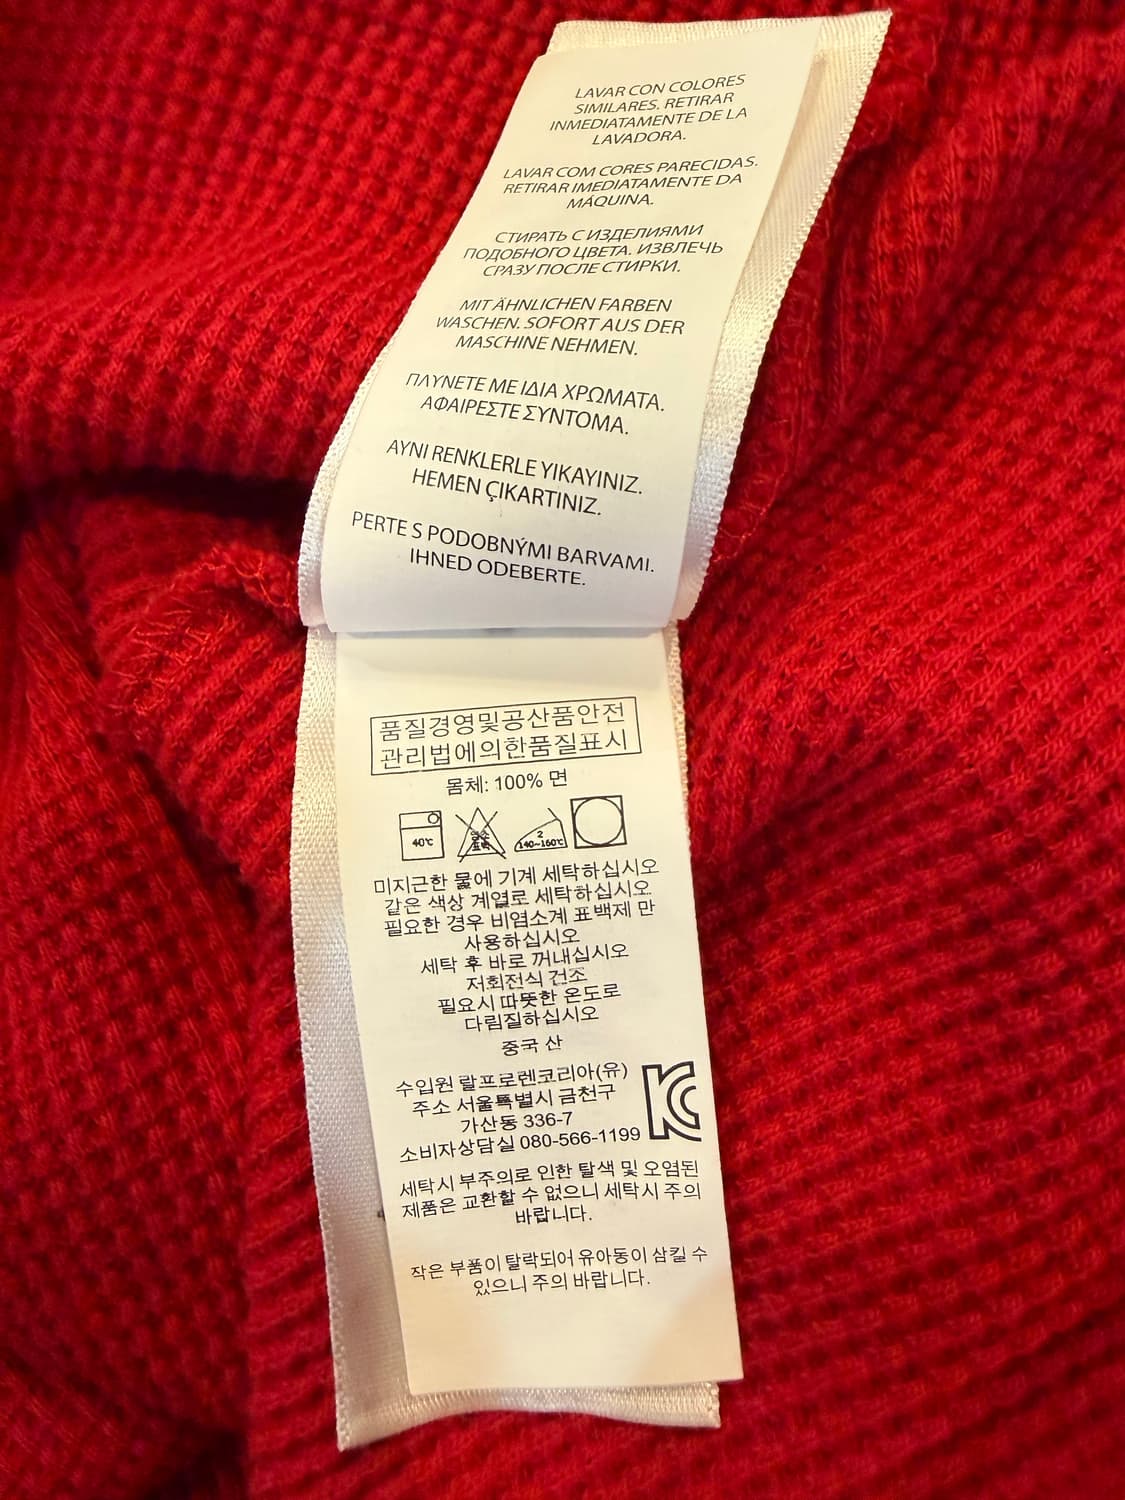 LAVAR CON COLORES
SIMILARES. RETIRAR
INMEDIATAMENTE DE LA
LAVADORA.
LAVAR COM CORES PARECIDAS.
RETIRAR IMEDIATAMENTE DA
MÁQUINA.
СТИРАТЬ С ИЗДЕЛИЯМИ
ПОДОБНОГО ЦВЕТА. ИЗВЛЕЧЬ
СРАЗУ ПОСЛЕ СТИРКИ.
MIT ÄHNLICHEN FARBEN
WASCHEN. SOFORT AUS DER
MASCHINE NEHMEN.
ΠΛΥΝΕΤΕ ΜΕ ΙΔΙΑ ΧΡΩΜΑΤΑ.
ΑΦΑΙΡΕΣΤΕ ΣΥΝΤΟΜΑ.
AYNI RENKLERLE YIKAYINIZ.
HEMEN ÇIKARTINIZ.
PERTE S PODOBNÝMI BARVAMI.
IHNED ODEBERTE.
품질경영및공산품안전
관리법에의한품질표시
몸체: 100% 면
40℃ 염소 표백 2 140~160℃
미지근한 물에 기계 세탁하십시오
같은 색상 계열로 세탁하십시오
필요한 경우 비염소계 표백제 만
사용하십시오
세탁 후 바로 꺼내십시오
저회전식 건조
필요시 따뜻한 온도로
다림질하십시오
중국 산
수입원 랄프로렌코리아(유)
주소 서울특별시 금천구
가산동 336-7
소비자상담실 080-566-1199
KC
세탁시 부주의로 인한 탈색 및 오염된
제품은 교환할 수 없으니 세탁시 주의
바랍니다.
작은 부품이 탈락되어 유아동이 삼킬 수
있으니 주의 바랍니다.